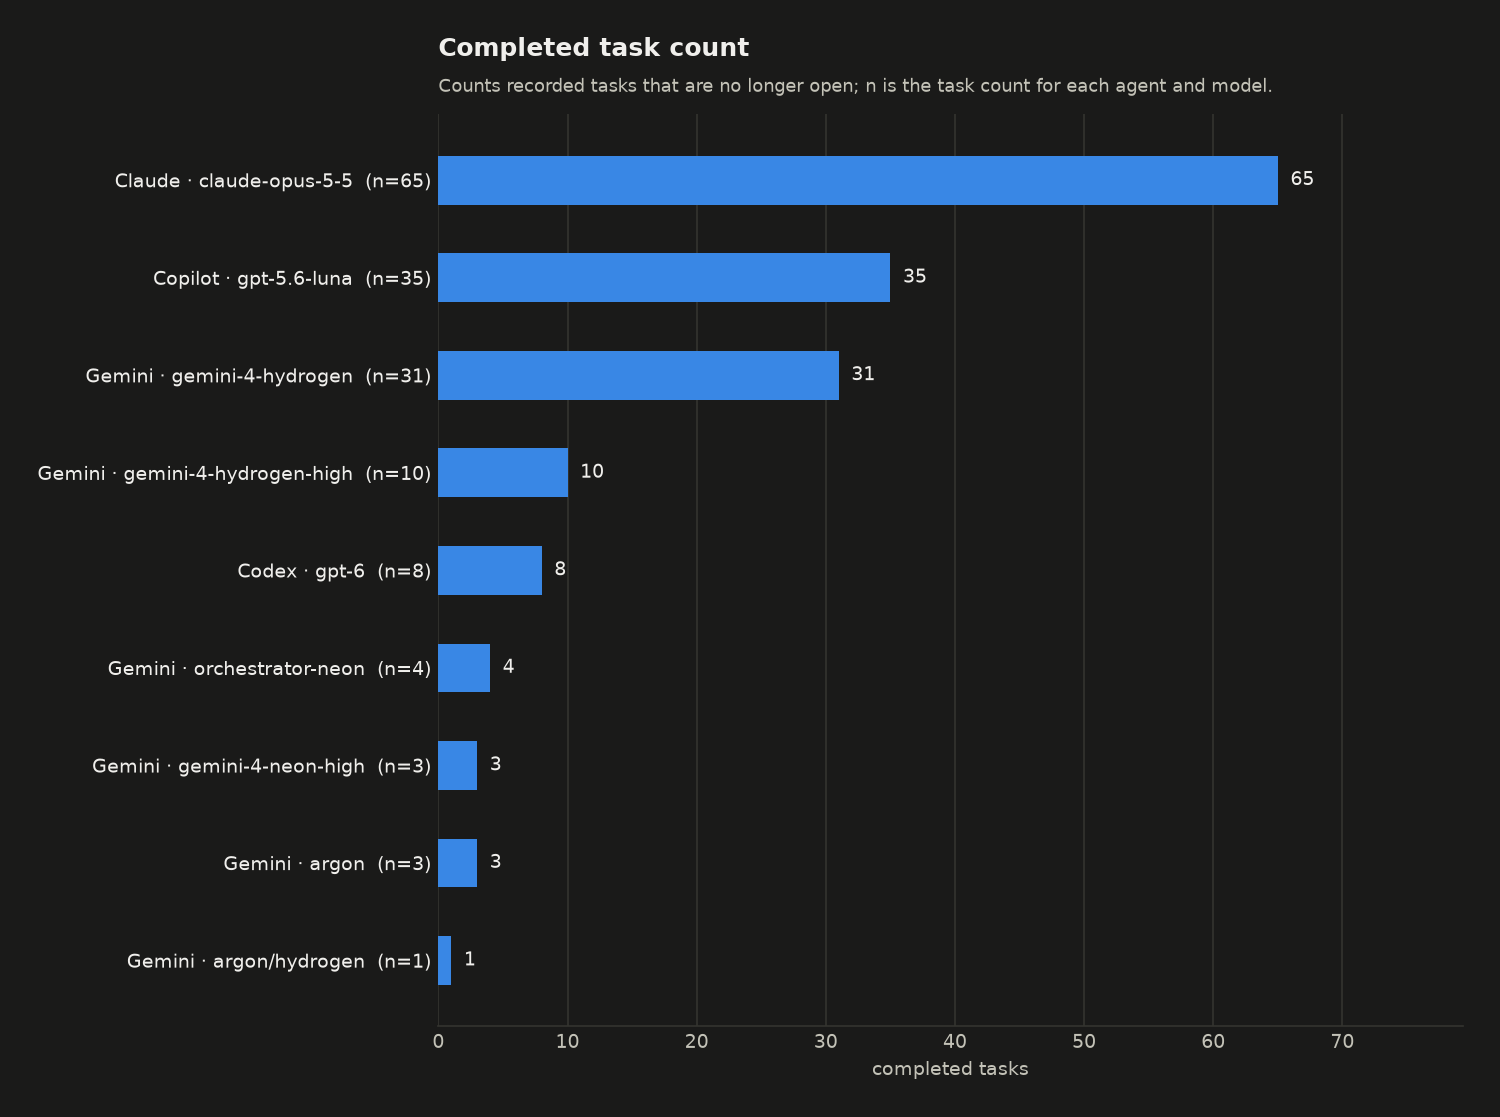 Completed task count
Counts recorded tasks that are no longer open; n is the task count for each agent and model.
Claude · claude-opus-5-5 (n=65) 65
Copilot · gpt-5.6-luna (n=35) 35
Gemini · gemini-4-hydrogen (n=31) 31
Gemini · gemini-4-hydrogen-high (n=10) 10
Codex · gpt-6 (n=8) 8
Gemini · orchestrator-neon (n=4) 4
Gemini · gemini-4-neon-high (n=3) 3
Gemini · argon (n=3) 3
Gemini · argon/hydrogen (n=1) 1
0 10 20 30 40 50 60 70
completed tasks